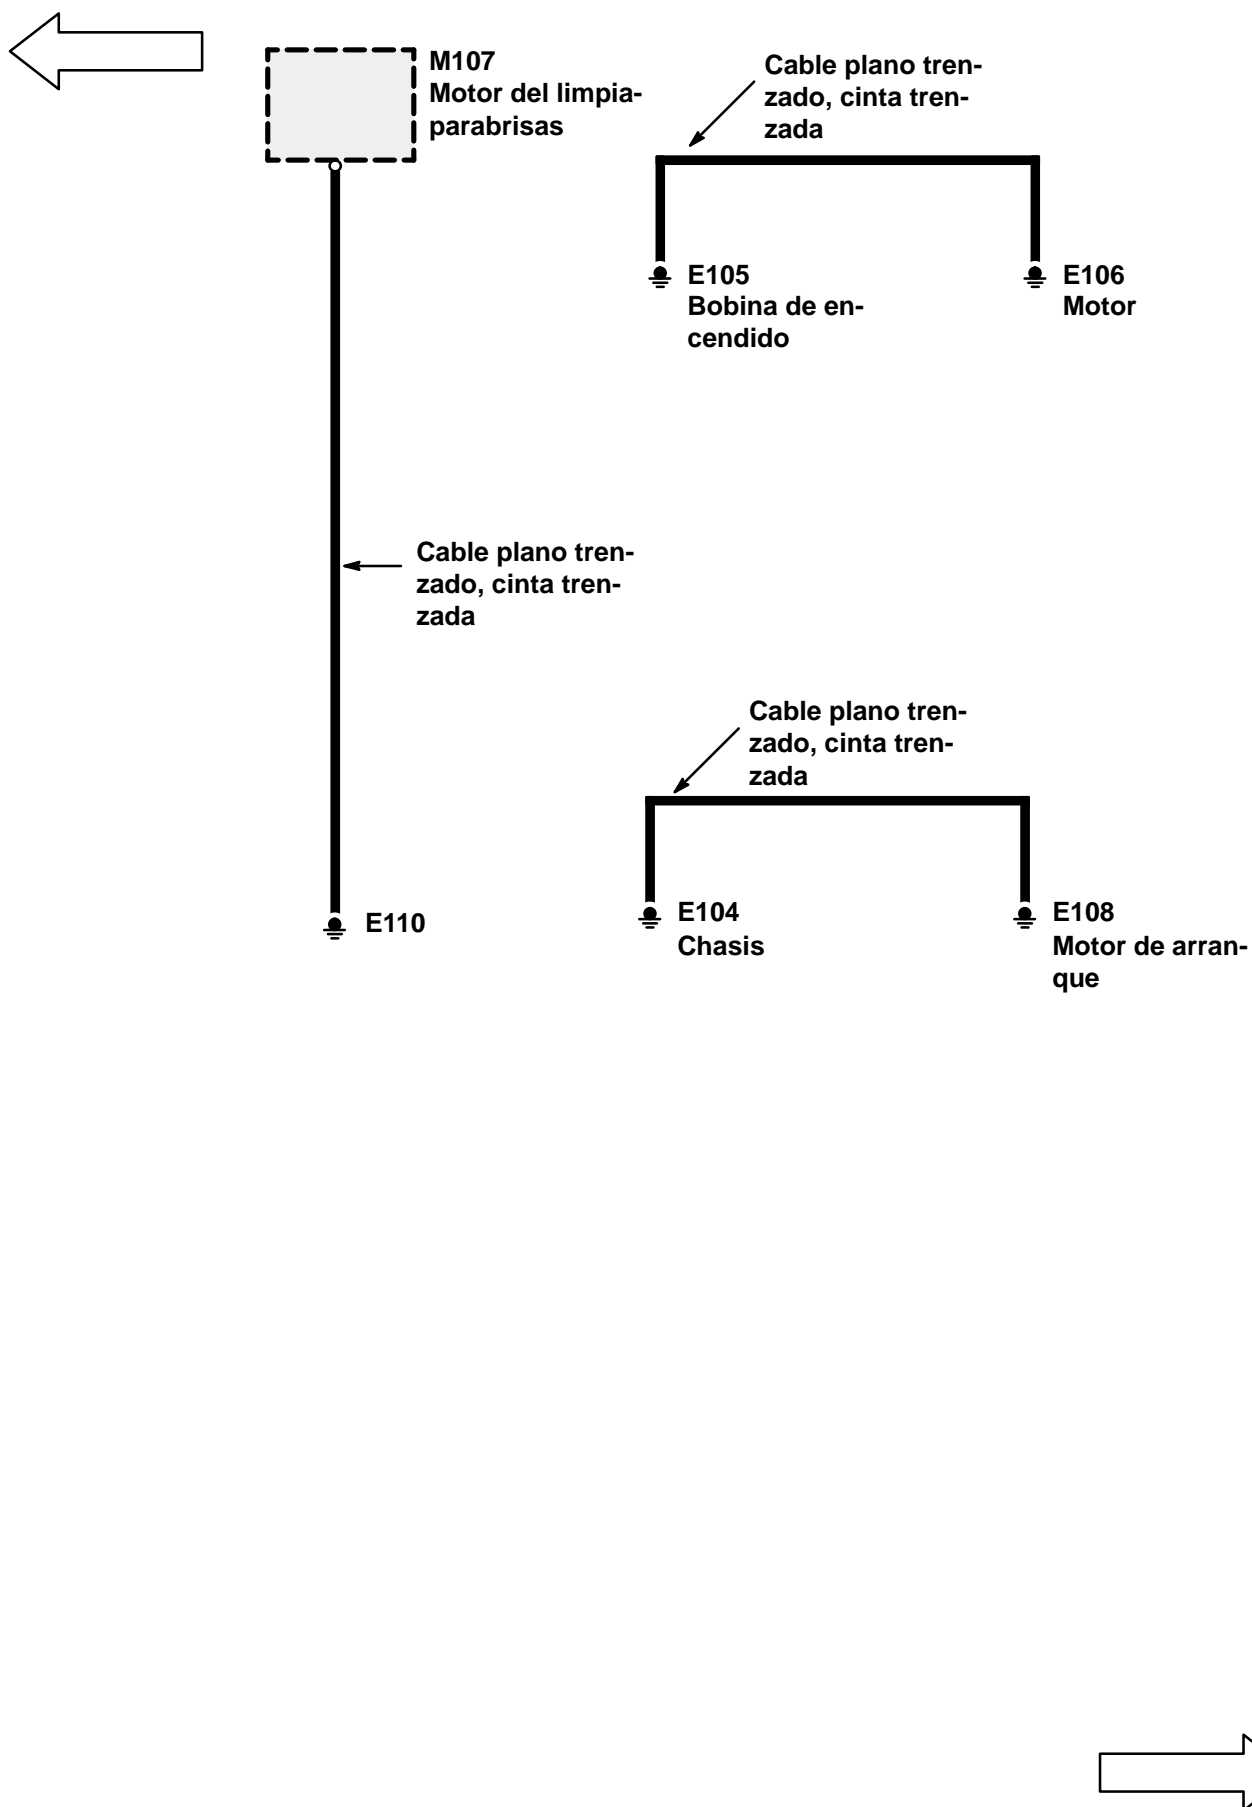 M107
Motor del limpia-
parabrisas
Cable plano tren-
zado, cinta tren-
zada
E105
Bobina de en-
cendido
E106
Motor
Cable plano tren-
zado, cinta tren-
zada
Cable plano tren-
zado, cinta tren-
zada
E110
E104
Chasis
E108
Motor de arran-
que